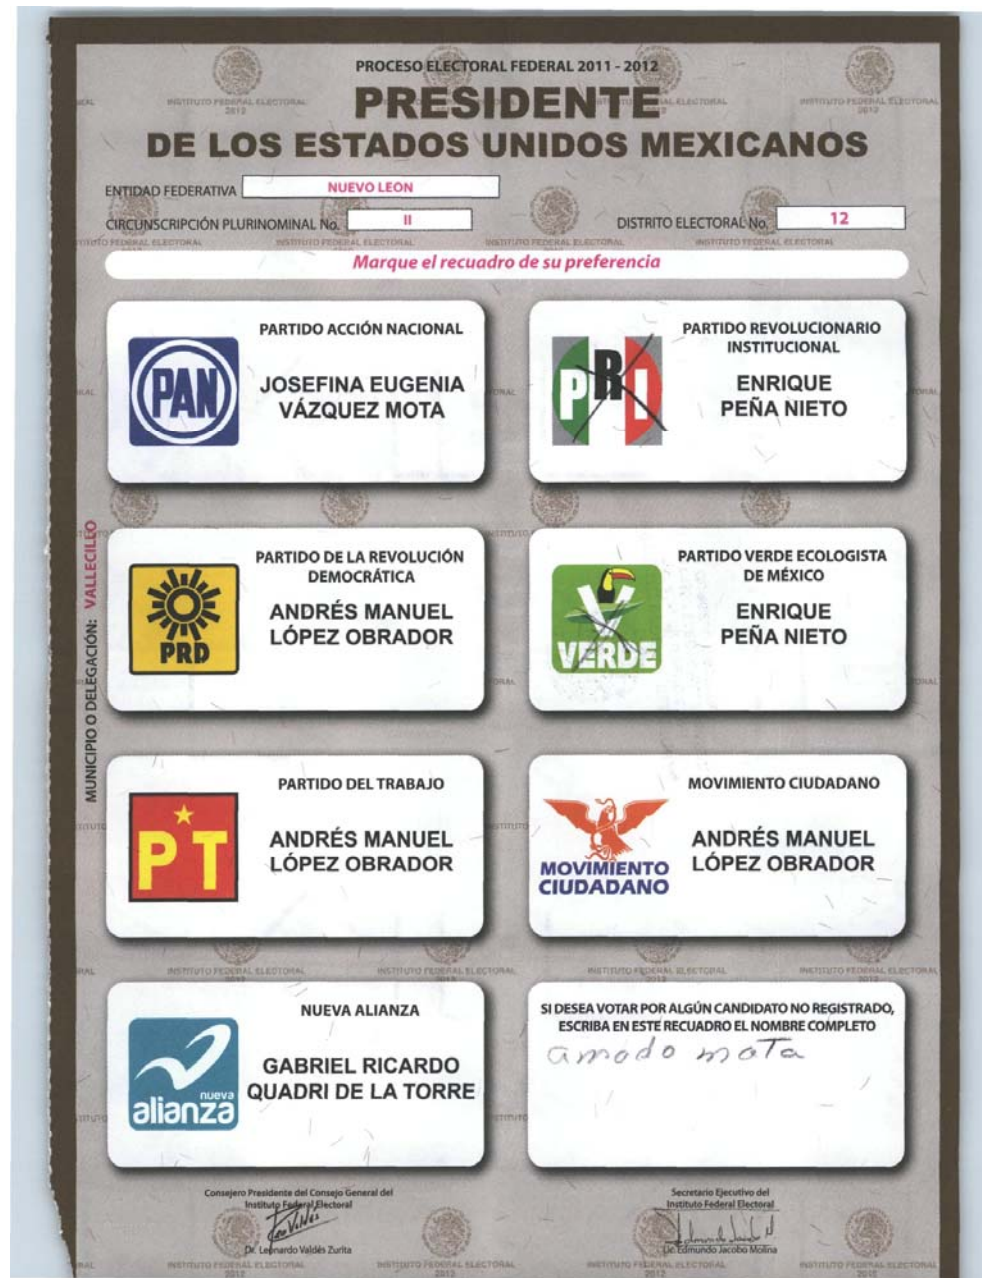 PROCESO ELECTORAL FEDERAL 2011 - 2012
PRESIDENTE
DE LOS ESTADOS UNIDOS MEXICANOS
ENTIDAD FEDERATIVA NUEVO LEON
CIRCUNSCRIPCIÓN PLURINOMINAL No. II
DISTRITO ELECTORAL No. 12
Marque el recuadro de su preferencia
MUNICIPIO O DELEGACIÓN: VALLECILLO
PAN
PARTIDO ACCIÓN NACIONAL
JOSEFINA EUGENIA
VÁZQUEZ MOTA
PRI
PARTIDO REVOLUCIONARIO
INSTITUCIONAL
ENRIQUE
PEÑA NIETO
PRD
PARTIDO DE LA REVOLUCIÓN
DEMOCRÁTICA
ANDRÉS MANUEL
LÓPEZ OBRADOR
V
VERDE
PARTIDO VERDE ECOLOGISTA
DE MÉXICO
ENRIQUE
PEÑA NIETO
PT
PARTIDO DEL TRABAJO
ANDRÉS MANUEL
LÓPEZ OBRADOR
MOVIMIENTO
CIUDADANO
MOVIMIENTO CIUDADANO
ANDRÉS MANUEL
LÓPEZ OBRADOR
nueva
alianza
NUEVA ALIANZA
GABRIEL RICARDO
QUADRI DE LA TORRE
SI DESEA VOTAR POR ALGÚN CANDIDATO NO REGISTRADO,
ESCRIBA EN ESTE RECUADRO EL NOMBRE COMPLETO
amado mata
Consejero Presidente del Consejo General del
Instituto Federal Electoral
Dr. Leonardo Valdés Zurita
Secretario Ejecutivo del
Instituto Federal Electoral
Lic. Edmundo Jacobo Molina
INSTITUTO FEDERAL ELECTORAL
2012